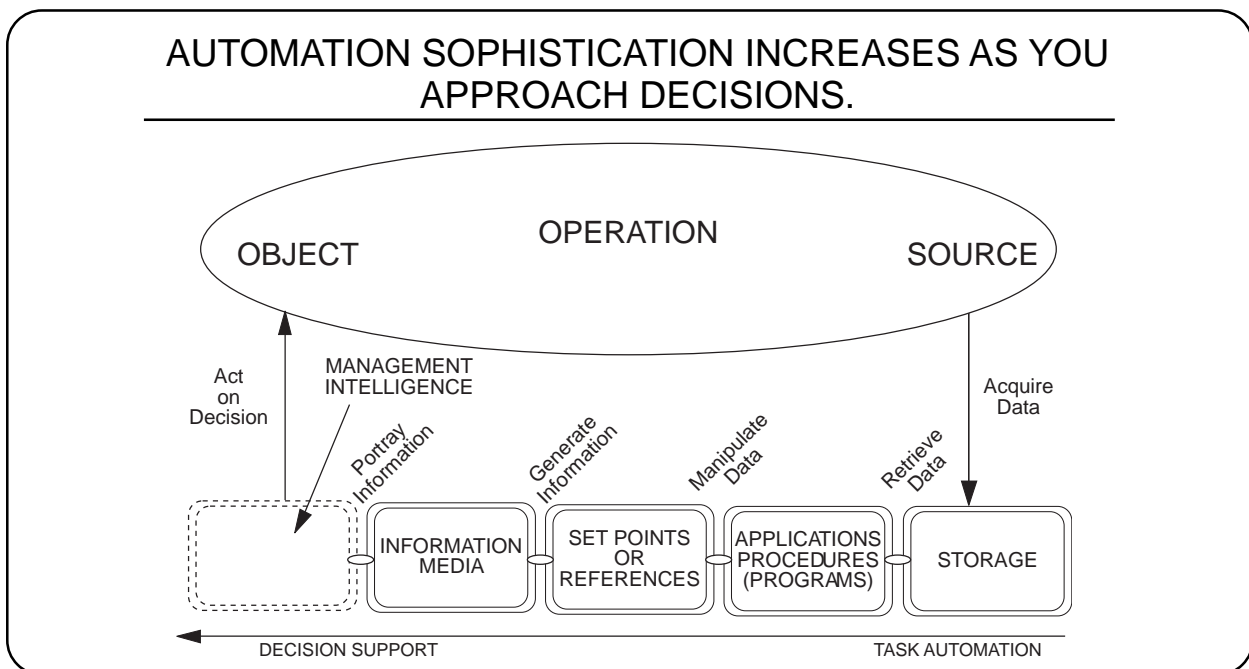 AUTOMATION SOPHISTICATION INCREASES AS YOU
APPROACH DECISIONS.
OPERATION
OBJECT
SOURCE
Act
on
Decision
MANAGEMENT
INTELLIGENCE
Acquire
Data
Portray
Information
Generate
Information
Manipulate
Data
Retrieve
Data
INFORMATION
MEDIA
SET POINTS
OR
REFERENCES
APPLICATIONS
PROCEDURES
(PROGRAMS)
STORAGE
DECISION SUPPORT
TASK AUTOMATION